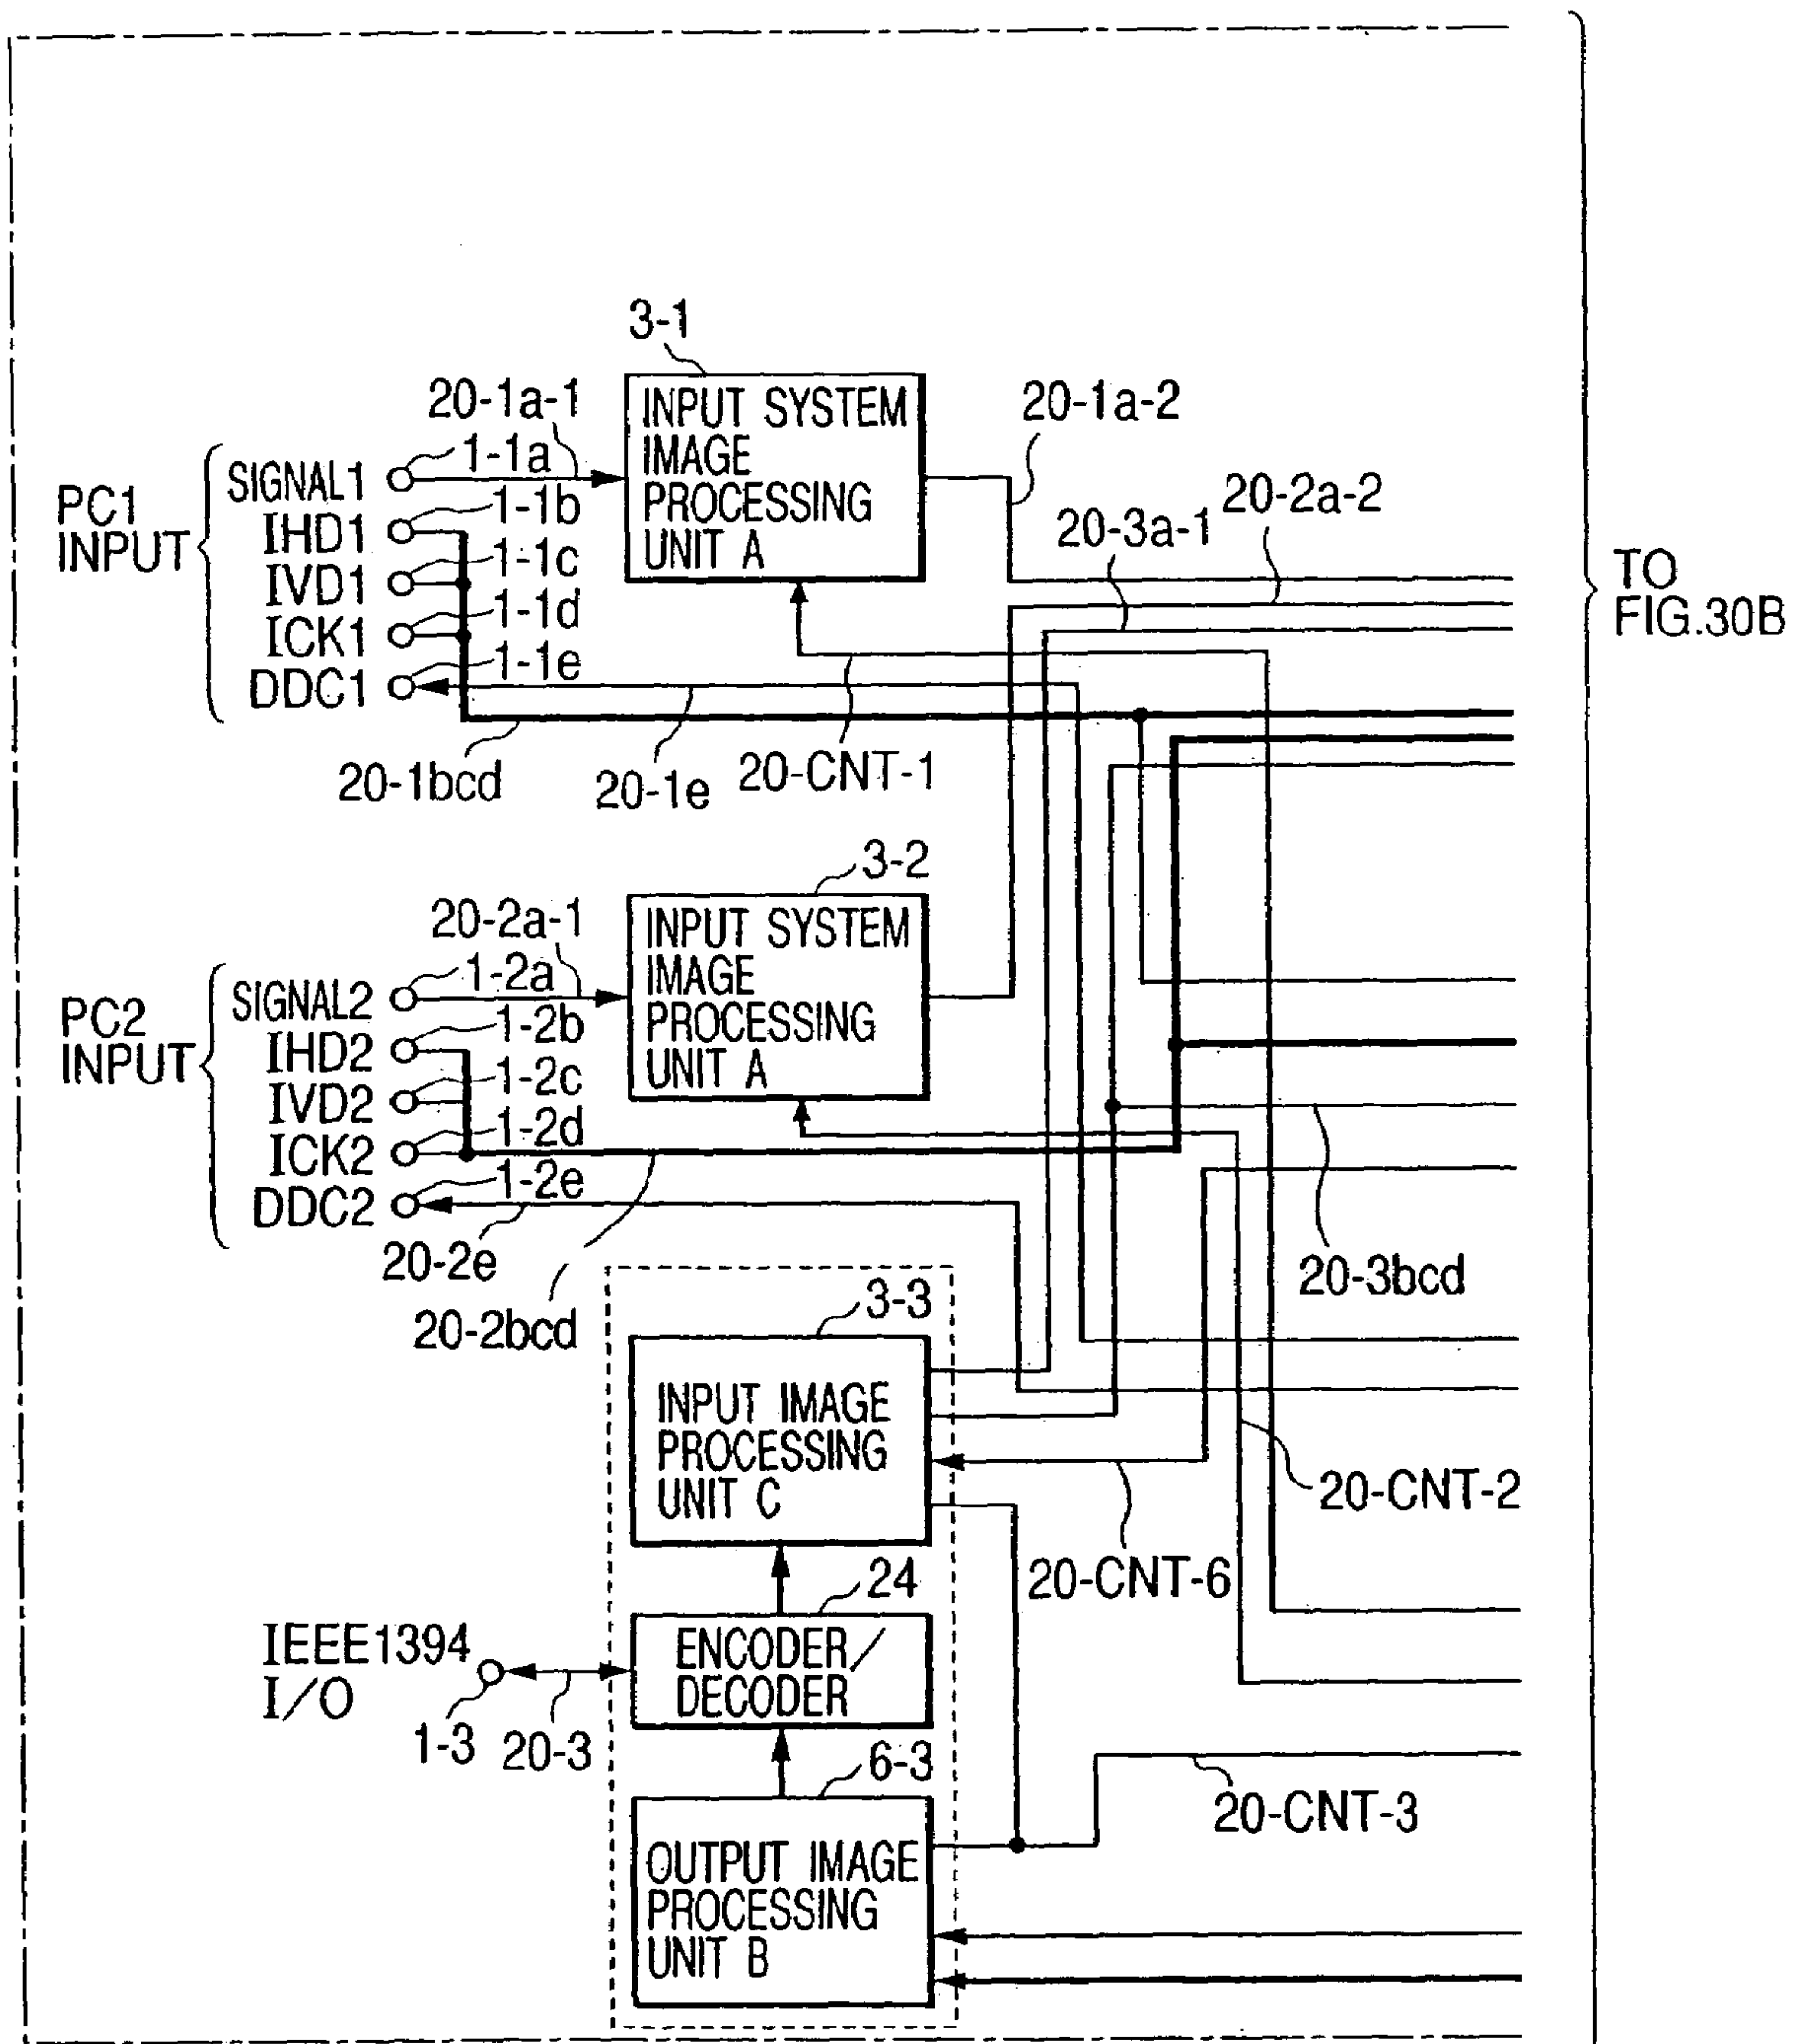 3-1
20-1a-1
INPUT SYSTEM
IMAGE
PROCESSING
UNIT A
20-1a-2
20-2a-2
20-3a-1
PC1
INPUT
SIGNAL1
1-1a
IHD1
1-1b
IVD1
1-1c
ICK1
1-1d
DDC1
1-1e
TO
FIG.30B
20-1bcd
20-1e
20-CNT-1
3-2
20-2a-1
INPUT SYSTEM
IMAGE
PROCESSING
UNIT A
PC2
INPUT
SIGNAL2
1-2a
IHD2
1-2b
IVD2
1-2c
ICK2
1-2d
DDC2
1-2e
20-2e
20-2bcd
20-3bcd
3-3
INPUT IMAGE
PROCESSING
UNIT C
20-CNT-2
20-CNT-6
24
IEEE1394
I/O
ENCODER/
DECODER
1-3
20-3
6-3
20-CNT-3
OUTPUT IMAGE
PROCESSING
UNIT B